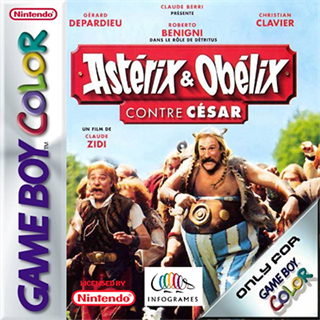 Nintendo
GAME BOY COLOR
TM
CLAUDE BERRI
PRÉSENTE
GÉRARD
DEPARDIEU
ROBERTO
BENIGNI
DANS LE RÔLE DE DÉTRITUS
CHRISTIAN
CLAVIER
Astérix & Obélix
CONTRE CÉSAR
UN FILM DE
CLAUDE
ZIDI
LICENSED BY
Nintendo
INFOGRAMES
ONLY FOR
GAME BOY
COLOR